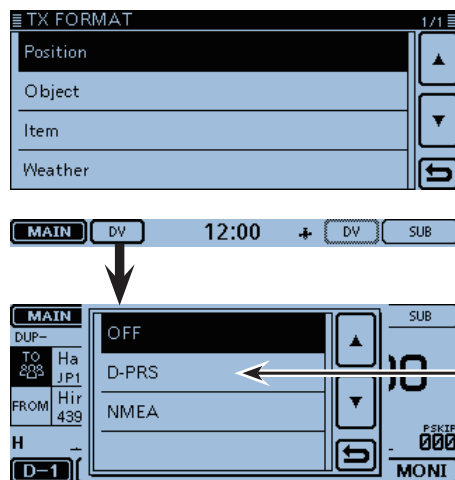 TX FORMAT 1/1
Position
Object
Item
Weather
MAIN DV 12:00 DV SUB
MAIN SUB
DUP-
OFF
TO Ha
JP1
D-PRS
FROM Hir
439
NMEA
PSKIP
H 000
D-1 MONI